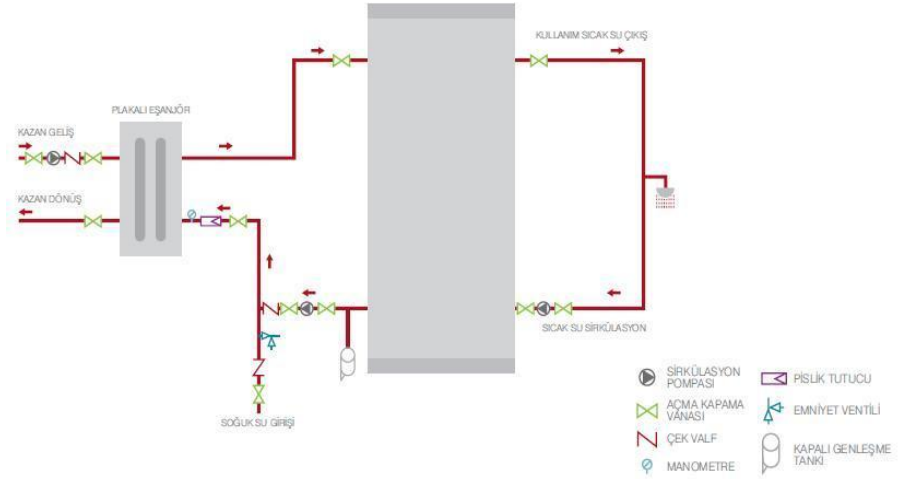 KULLANIM SICAK SU ÇIKIŞ
PLAKALI EŞANJÖR
KAZAN GELİŞ
KAZAN DÖNÜŞ
SICAK SU SİRKÜLASYON
SOĞUK SU GİRİŞİ
SİRKÜLASYON
POMPASI
AÇMA KAPAMA
VANASI
ÇEK VALF
MANOMETRE
PİSLİK TUTUCU
EMNİYET VENTİLİ
KAPALI GENLEŞME
TANKI